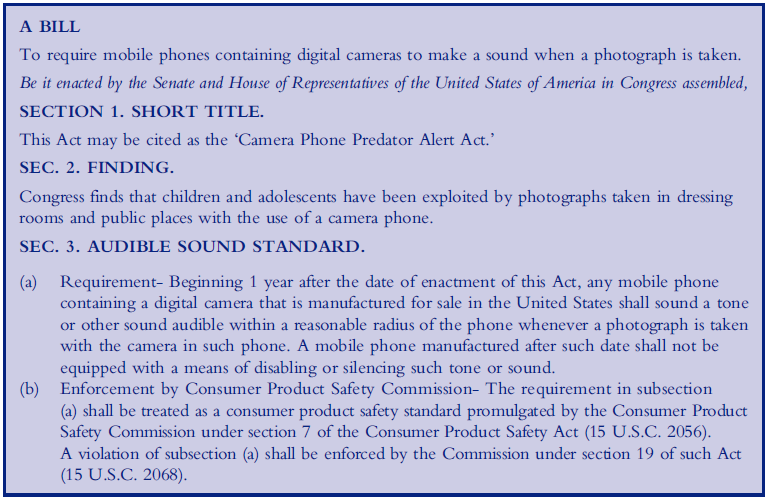 A BILL
To require mobile phones containing digital cameras to make a sound when a photograph is taken.
Be it enacted by the Senate and House of Representatives of the United States of America in Congress assembled,
SECTION 1. SHORT TITLE.
This Act may be cited as the ‘Camera Phone Predator Alert Act.’
SEC. 2. FINDING.
Congress finds that children and adolescents have been exploited by photographs taken in dressing
rooms and public places with the use of a camera phone.
SEC. 3. AUDIBLE SOUND STANDARD.
(a) Requirement- Beginning 1 year after the date of enactment of this Act, any mobile phone
containing a digital camera that is manufactured for sale in the United States shall sound a tone
or other sound audible within a reasonable radius of the phone whenever a photograph is taken
with the camera in such phone. A mobile phone manufactured after such date shall not be
equipped with a means of disabling or silencing such tone or sound.
(b) Enforcement by Consumer Product Safety Commission- The requirement in subsection
(a) shall be treated as a consumer product safety standard promulgated by the Consumer Product
Safety Commission under section 7 of the Consumer Product Safety Act (15 U.S.C. 2056).
A violation of subsection (a) shall be enforced by the Commission under section 19 of such Act
(15 U.S.C. 2068).